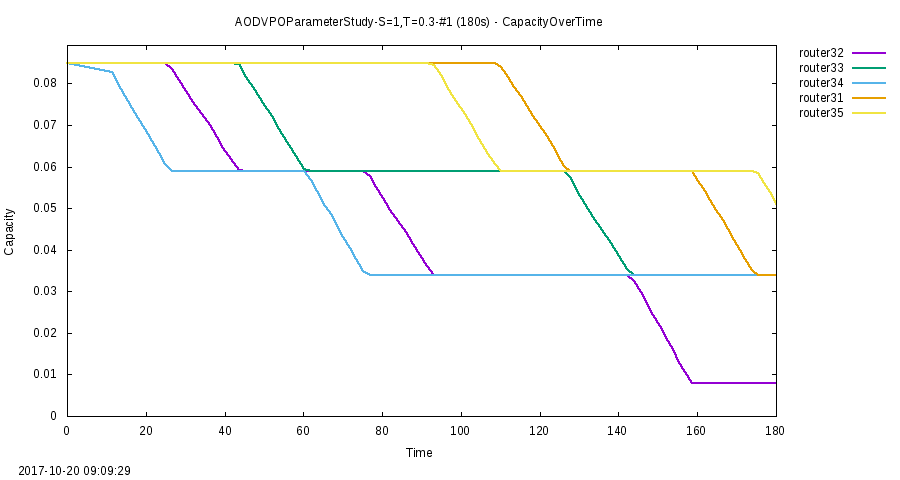 AODVPOParameterStudy-S=1,T=0.3-#1 (180s) - CapacityOverTime
router32
router33
router34
router31
router35
0.08
0.07
0.06
0.05
0.04
0.03
0.02
0.01
0
Capacity
0 20 40 60 80 100 120 140 160 180
Time
2017-10-20 09:09:29